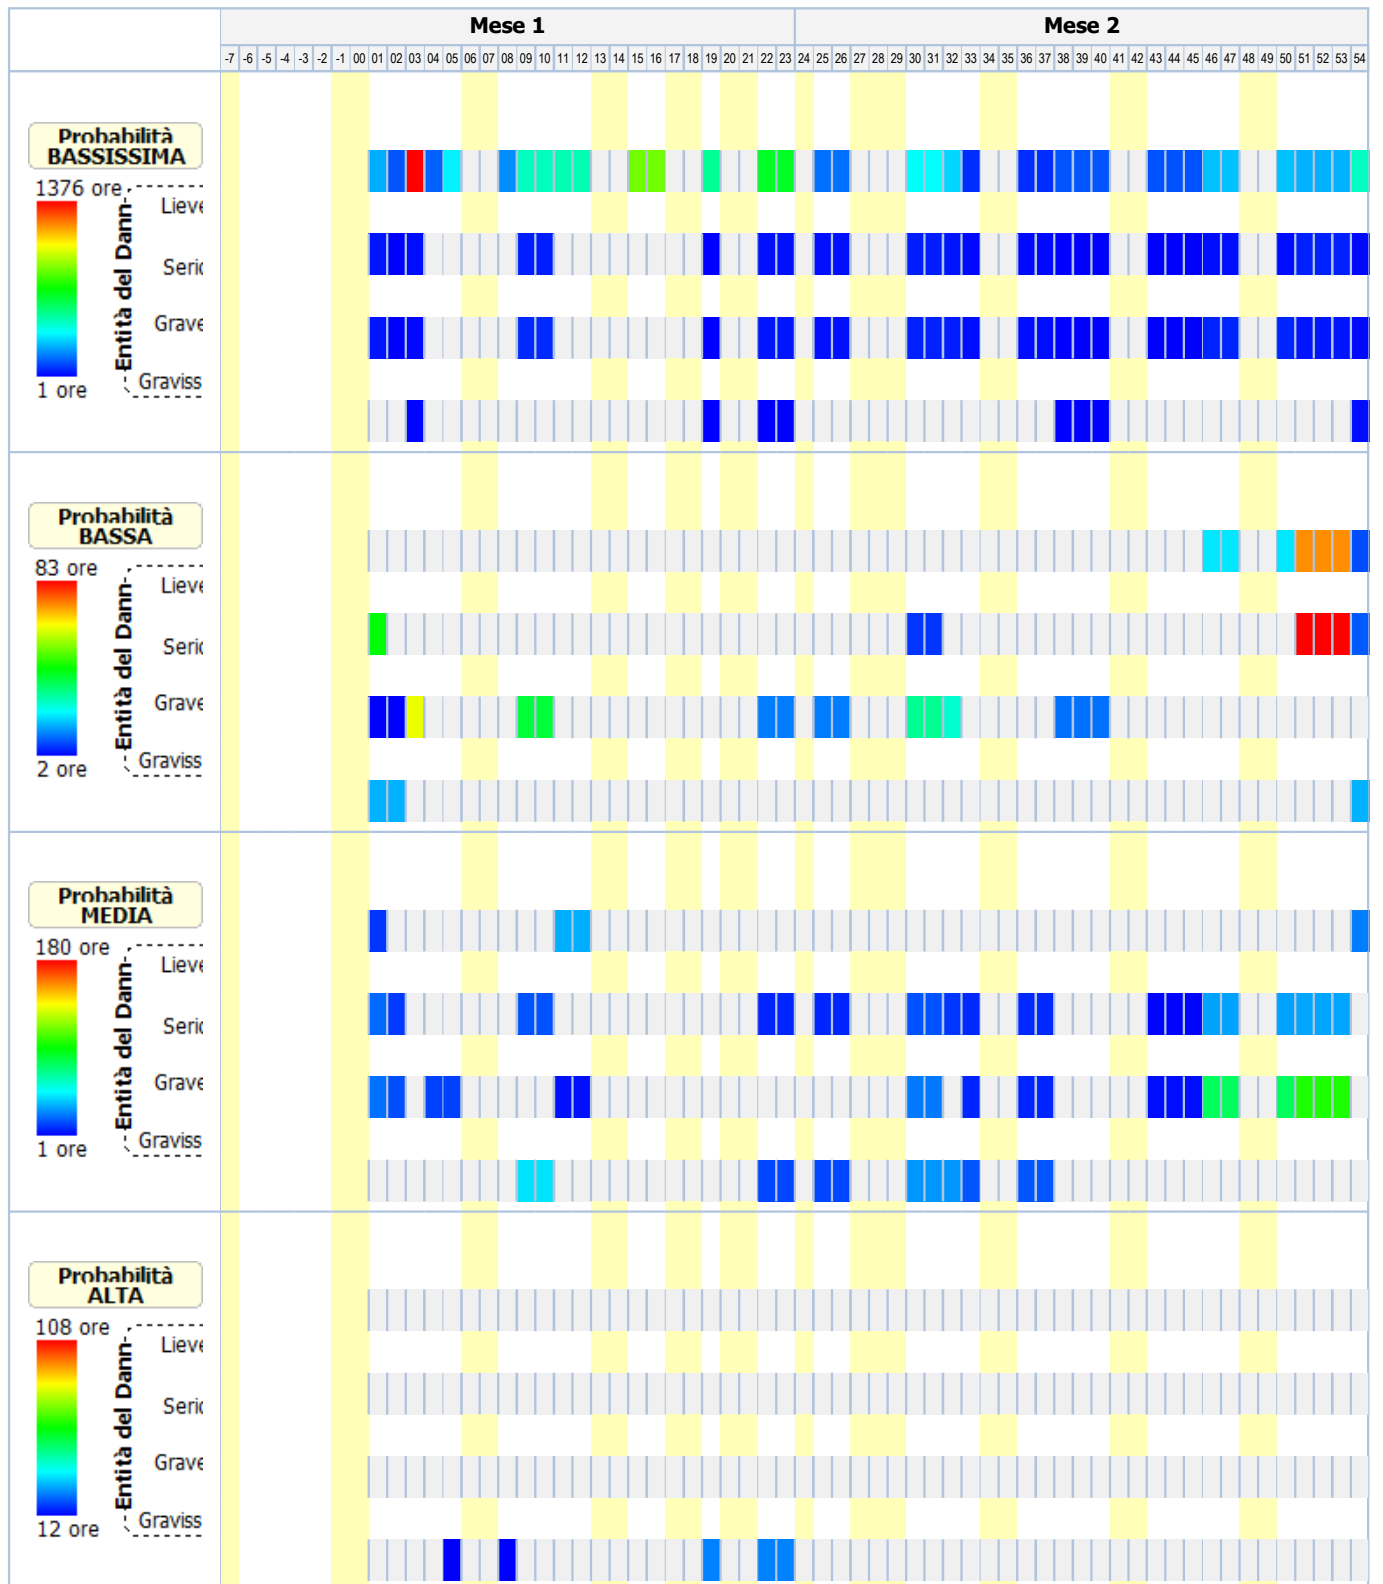 Mese 1 Mese 2
-7 -6 -5 -4 -3 -2 -1 00 01 02 03 04 05 06 07 08 09 10 11 12 13 14 15 16 17 18 19 20 21 22 23 24 25 26 27 28 29 30 31 32 33 34 35 36 37 38 39 40 41 42 43 44 45 46 47 48 49 50 51 52 53 54
Probabilità
BASSISSIMA
1376 ore
Entità del Dann
Lieve
Seric
Grave
Graviss
1 ore
Probabilità
BASSA
83 ore
Entità del Dann
Lieve
Seric
Grave
Graviss
2 ore
Probabilità
MEDIA
180 ore
Entità del Dann
Lieve
Seric
Grave
Graviss
1 ore
Probabilità
ALTA
108 ore
Entità del Dann
Lieve
Seric
Grave
Graviss
12 ore